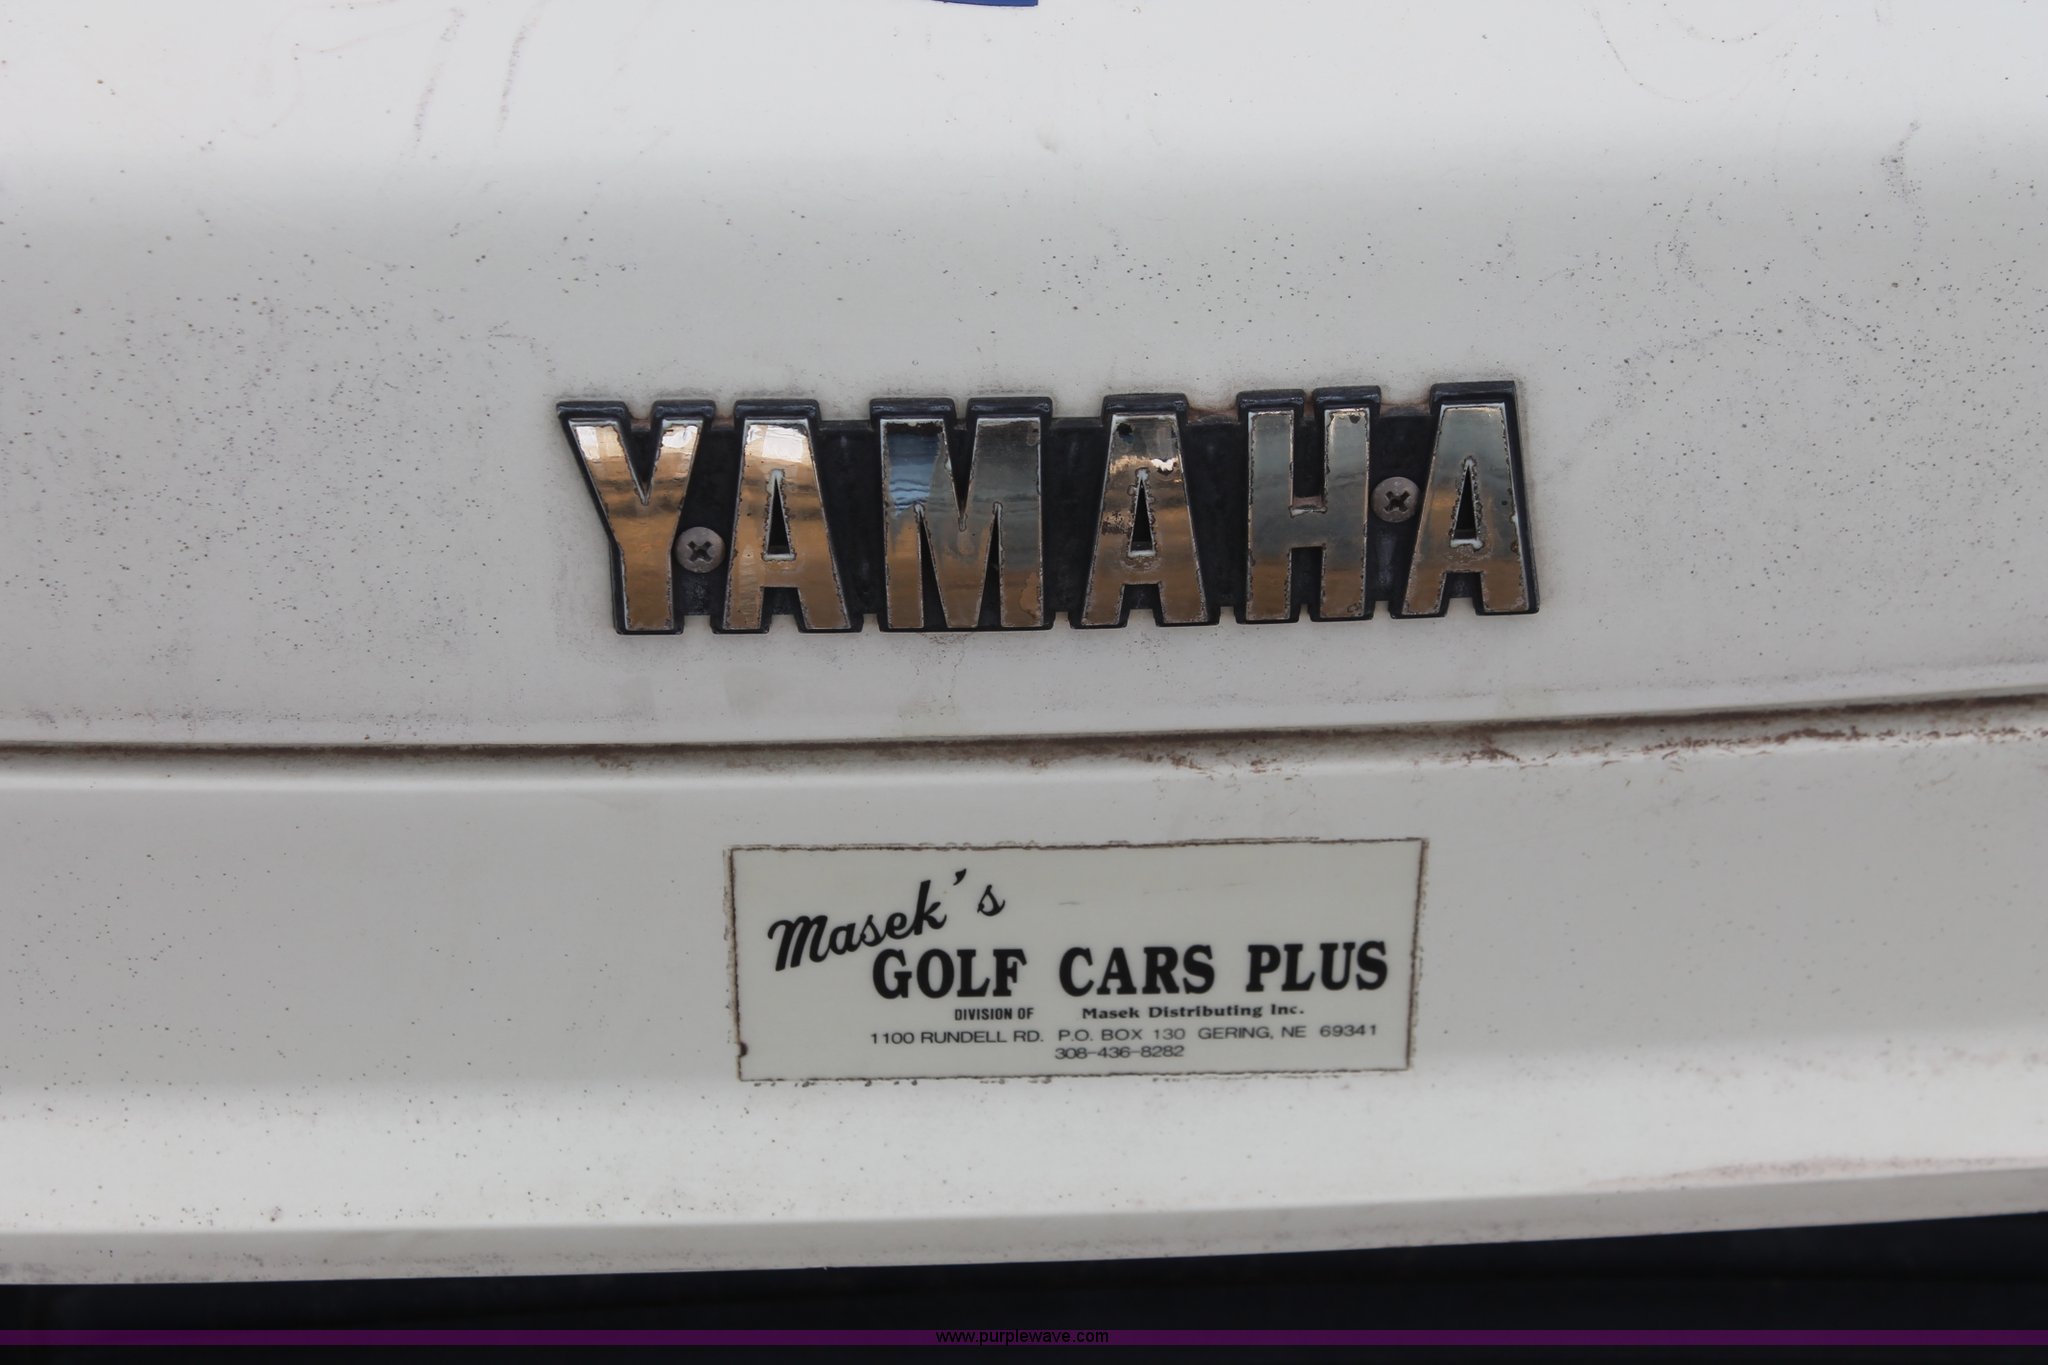 YAMAHA
Masek's
GOLF CARS PLUS
DIVISION OF Masek Distributing Inc.
1100 RUNDELL RD. P.O. BOX 130 GERING, NE 69341
308-436-8282
www.purplewave.com